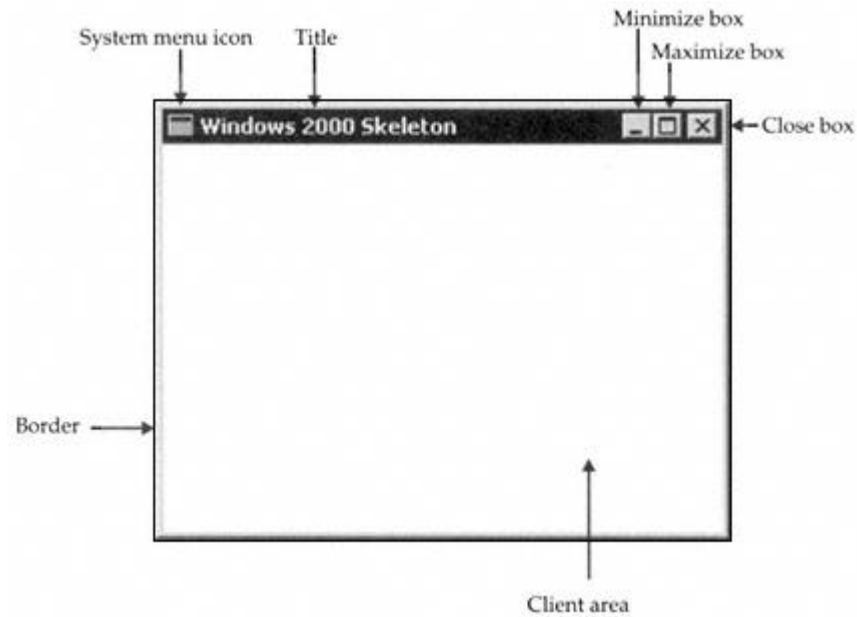 Minimize box
System menu icon
Title
Maximize box
Windows 2000 Skeleton
Close box
Border
Client area